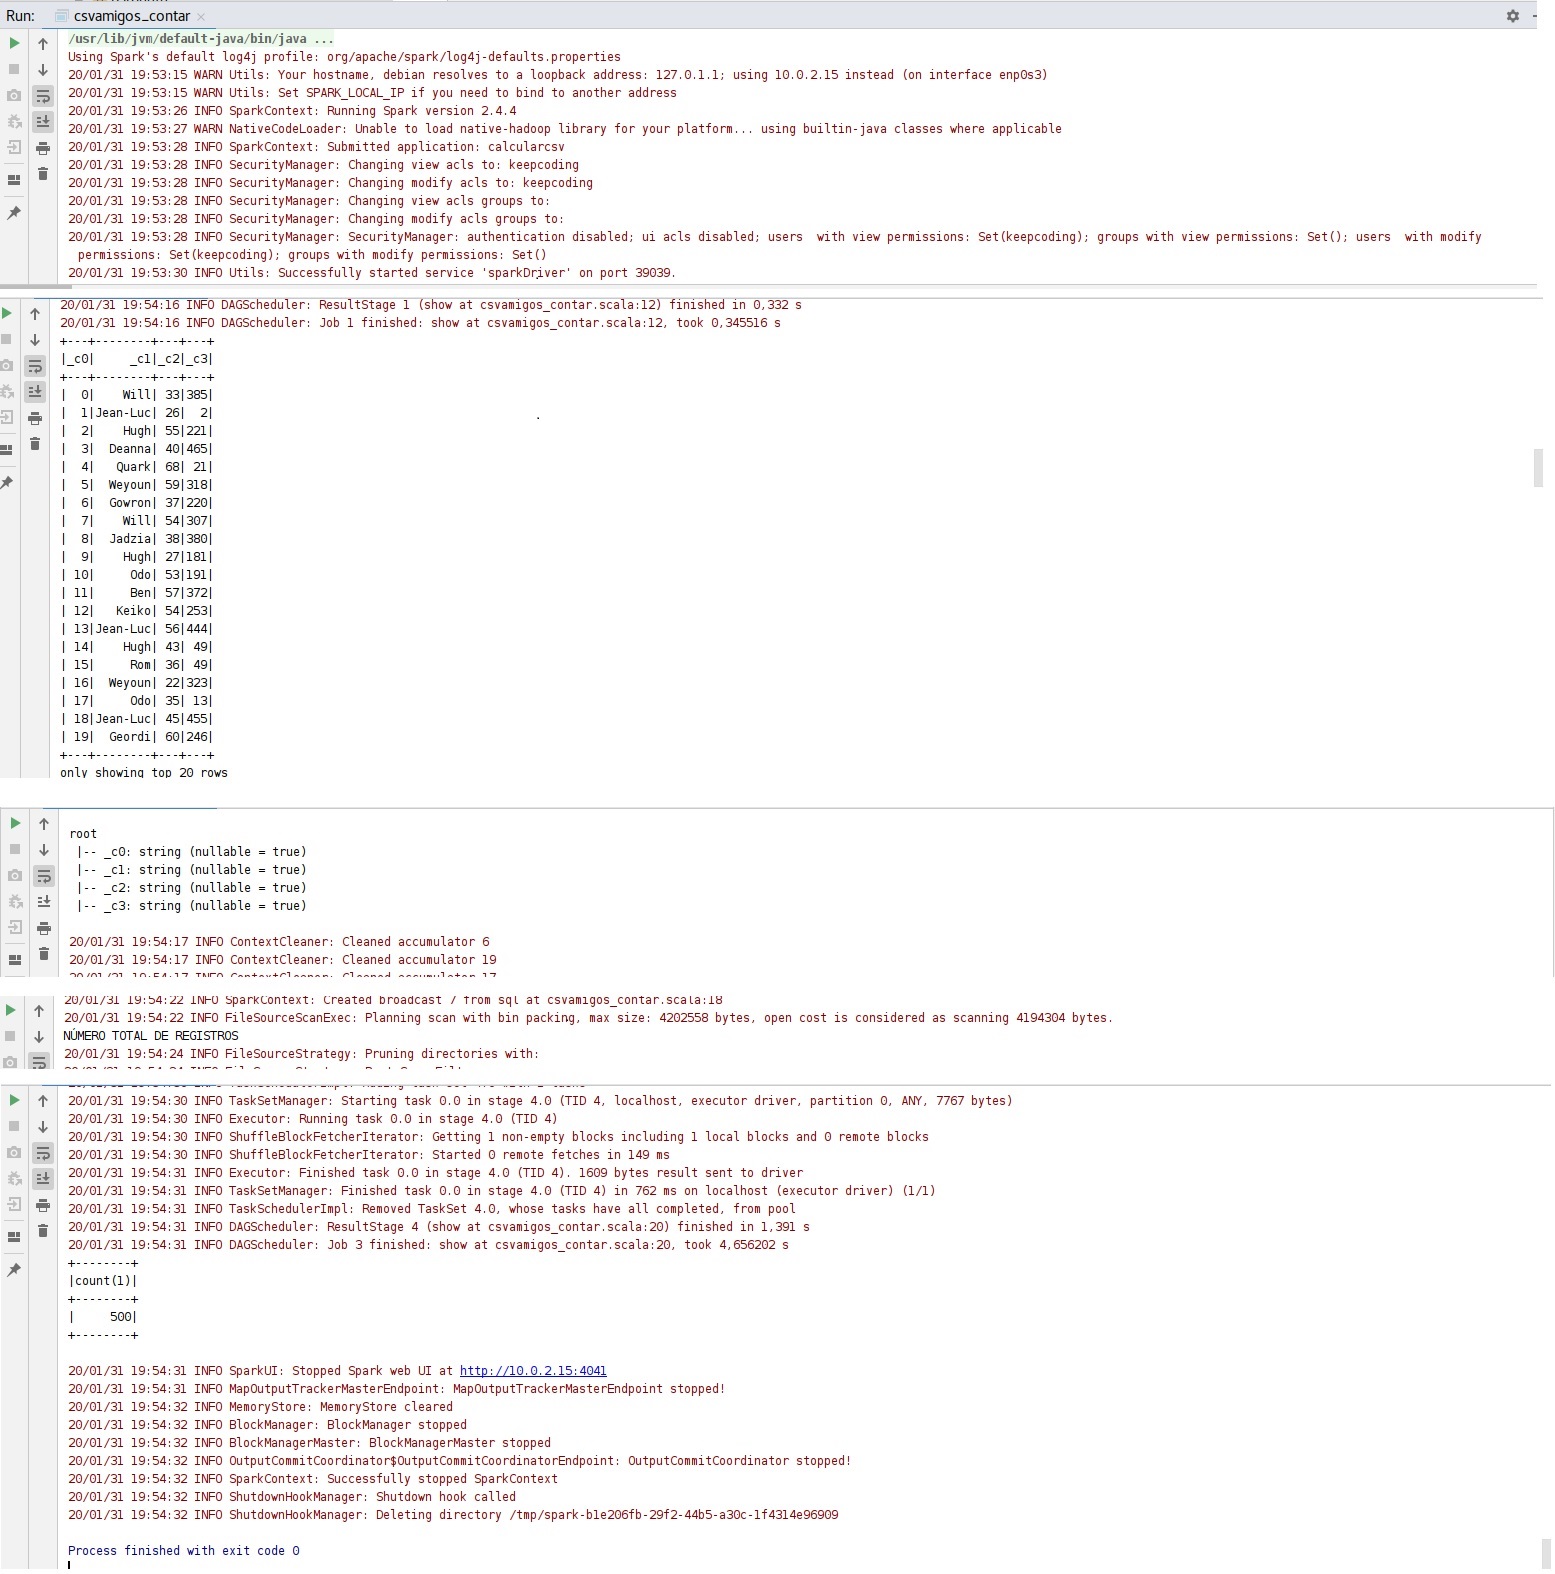 Run: csvamigos_contar
/usr/lib/jvm/default-java/bin/java ...
Using Spark's default log4j profile: org/apache/spark/log4j-defaults.properties
20/01/31 19:53:15 WARN Utils: Your hostname, debian resolves to a loopback address: 127.0.1.1; using 10.0.2.15 instead (on interface enp0s3)
20/01/31 19:53:15 WARN Utils: Set SPARK_LOCAL_IP if you need to bind to another address
20/01/31 19:53:26 INFO SparkContext: Running Spark version 2.4.4
20/01/31 19:53:27 WARN NativeCodeLoader: Unable to load native-hadoop library for your platform... using builtin-java classes where applicable
20/01/31 19:53:28 INFO SparkContext: Submitted application: calcularcsv
20/01/31 19:53:28 INFO SecurityManager: Changing view acls to: keepcoding
20/01/31 19:53:28 INFO SecurityManager: Changing modify acls to: keepcoding
20/01/31 19:53:28 INFO SecurityManager: Changing view acls groups to:
20/01/31 19:53:28 INFO SecurityManager: Changing modify acls groups to:
20/01/31 19:53:28 INFO SecurityManager: SecurityManager: authentication disabled; ui acls disabled; users  with view permissions: Set(keepcoding); groups with view permissions: Set(); users  with modify
permissions: Set(keepcoding); groups with modify permissions: Set()
20/01/31 19:53:30 INFO Utils: Successfully started service 'sparkDriver' on port 39039.
20/01/31 19:54:16 INFO DAGScheduler: ResultStage 1 (show at csvamigos_contar.scala:12) finished in 0,332 s
20/01/31 19:54:16 INFO DAGScheduler: Job 1 finished: show at csvamigos_contar.scala:12, took 0,345516 s
+---+--------+---+---+
|_c0|     _c1|_c2|_c3|
+---+--------+---+---+
|  0|    Will| 33|385|
|  1|Jean-Luc| 26|  2|
|  2|    Hugh| 55|221|
|  3|  Deanna| 40|465|
|  4|   Quark| 68| 21|
|  5|  Weyoun| 59|318|
|  6|  Gowron| 37|220|
|  7|    Will| 54|307|
|  8|  Jadzia| 38|380|
|  9|    Hugh| 27|181|
| 10|     Odo| 53|191|
| 11|     Ben| 57|372|
| 12|   Keiko| 54|253|
| 13|Jean-Luc| 56|444|
| 14|    Hugh| 43| 49|
| 15|     Rom| 36| 49|
| 16|  Weyoun| 22|323|
| 17|     Odo| 35| 13|
| 18|Jean-Luc| 45|455|
| 19|  Geordi| 60|246|
+---+--------+---+---+
only showing top 20 rows
root
 |-- _c0: string (nullable = true)
 |-- _c1: string (nullable = true)
 |-- _c2: string (nullable = true)
 |-- _c3: string (nullable = true)
20/01/31 19:54:17 INFO ContextCleaner: Cleaned accumulator 6
20/01/31 19:54:17 INFO ContextCleaner: Cleaned accumulator 19
20/01/31 19:54:17 INFO ContextCleaner: Cleaned accumulator 17
20/01/31 19:54:22 INFO SparkContext: Created broadcast 7 from sql at csvamigos_contar.scala:18
20/01/31 19:54:22 INFO FileSourceScanExec: Planning scan with bin packing, max size: 4202558 bytes, open cost is considered as scanning 4194304 bytes.
NÚMERO TOTAL DE REGISTROS
20/01/31 19:54:24 INFO FileSourceStrategy: Pruning directories with:
20/01/31 19:54:30 INFO TaskSetManager: Starting task 0.0 in stage 4.0 (TID 4, localhost, executor driver, partition 0, ANY, 7767 bytes)
20/01/31 19:54:30 INFO Executor: Running task 0.0 in stage 4.0 (TID 4)
20/01/31 19:54:30 INFO ShuffleBlockFetcherIterator: Getting 1 non-empty blocks including 1 local blocks and 0 remote blocks
20/01/31 19:54:30 INFO ShuffleBlockFetcherIterator: Started 0 remote fetches in 149 ms
20/01/31 19:54:31 INFO Executor: Finished task 0.0 in stage 4.0 (TID 4). 1609 bytes result sent to driver
20/01/31 19:54:31 INFO TaskSetManager: Finished task 0.0 in stage 4.0 (TID 4) in 762 ms on localhost (executor driver) (1/1)
20/01/31 19:54:31 INFO TaskSchedulerImpl: Removed TaskSet 4.0, whose tasks have all completed, from pool
20/01/31 19:54:31 INFO DAGScheduler: ResultStage 4 (show at csvamigos_contar.scala:20) finished in 1,391 s
20/01/31 19:54:31 INFO DAGScheduler: Job 3 finished: show at csvamigos_contar.scala:20, took 4,656202 s
+--------+
|count(1)|
+--------+
|     500|
+--------+
20/01/31 19:54:31 INFO SparkUI: Stopped Spark web UI at http://10.0.2.15:4041
20/01/31 19:54:31 INFO MapOutputTrackerMasterEndpoint: MapOutputTrackerMasterEndpoint stopped!
20/01/31 19:54:32 INFO MemoryStore: MemoryStore cleared
20/01/31 19:54:32 INFO BlockManager: BlockManager stopped
20/01/31 19:54:32 INFO BlockManagerMaster: BlockManagerMaster stopped
20/01/31 19:54:32 INFO OutputCommitCoordinator$OutputCommitCoordinatorEndpoint: OutputCommitCoordinator stopped!
20/01/31 19:54:32 INFO SparkContext: Successfully stopped SparkContext
20/01/31 19:54:32 INFO ShutdownHookManager: Shutdown hook called
20/01/31 19:54:32 INFO ShutdownHookManager: Deleting directory /tmp/spark-b1e206fb-29f2-44b5-a30c-1f4314e96909
Process finished with exit code 0